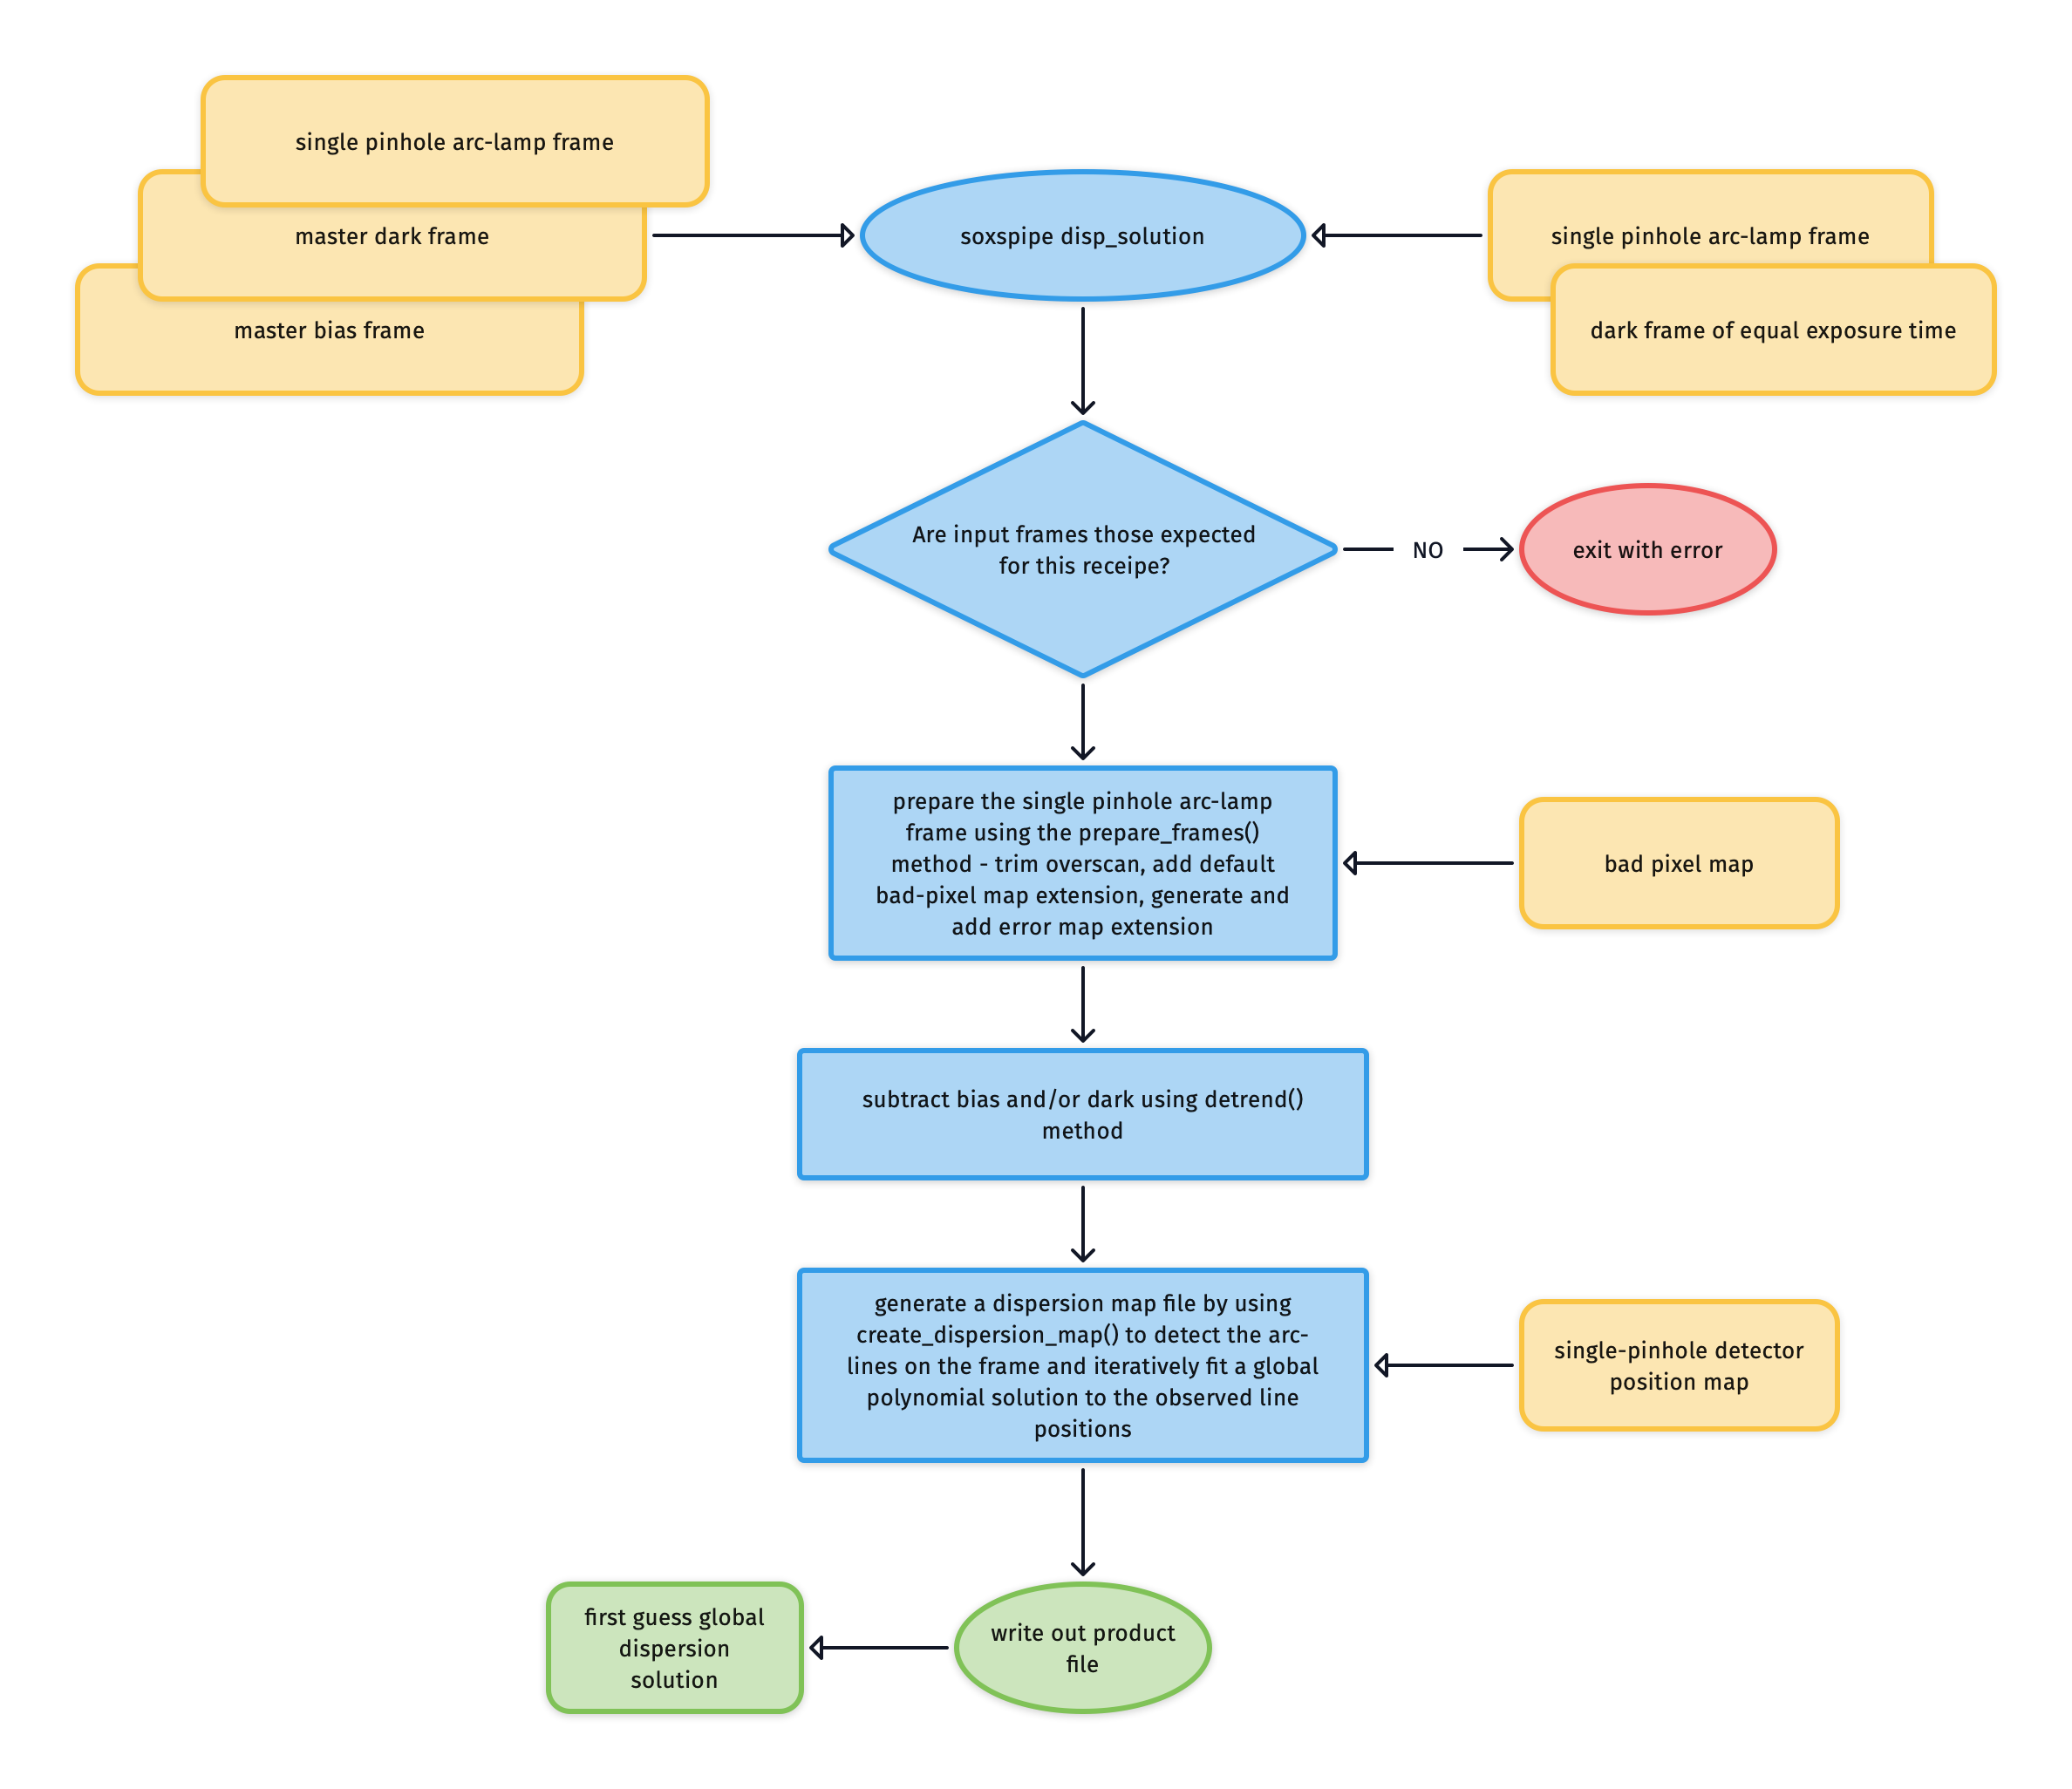 single pinhole arc-lamp frame
master dark frame
master bias frame
soxspipe disp_solution
single pinhole arc-lamp frame
dark frame of equal exposure time
Are input frames those expected
for this receipe?
NO
exit with error
prepare the single pinhole arc-lamp
frame using the prepare_frames()
method - trim overscan, add default
bad-pixel map extension, generate and
add error map extension
bad pixel map
subtract bias and/or dark using detrend()
method
generate a dispersion map file by using
create_dispersion_map() to detect the arc-
lines on the frame and iteratively fit a global
polynomial solution to the observed line
positions
single-pinhole detector
position map
first guess global
dispersion
solution
write out product
file